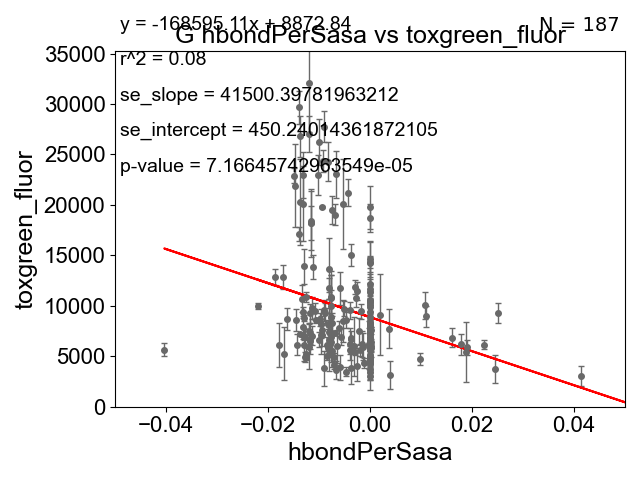 y = -168595.11x + 8872.84
N = 187
G hbondPerSasa vs toxgreen_fluor
r^2 = 0.08
se_slope = 41500.39781963212
se_intercept = 450.24014361872105
p-value = 7.16645742963549e-05
35000
30000
25000
20000
15000
10000
5000
0
toxgreen_fluor
−0.04
−0.02
0.00
0.02
0.04
hbondPerSasa